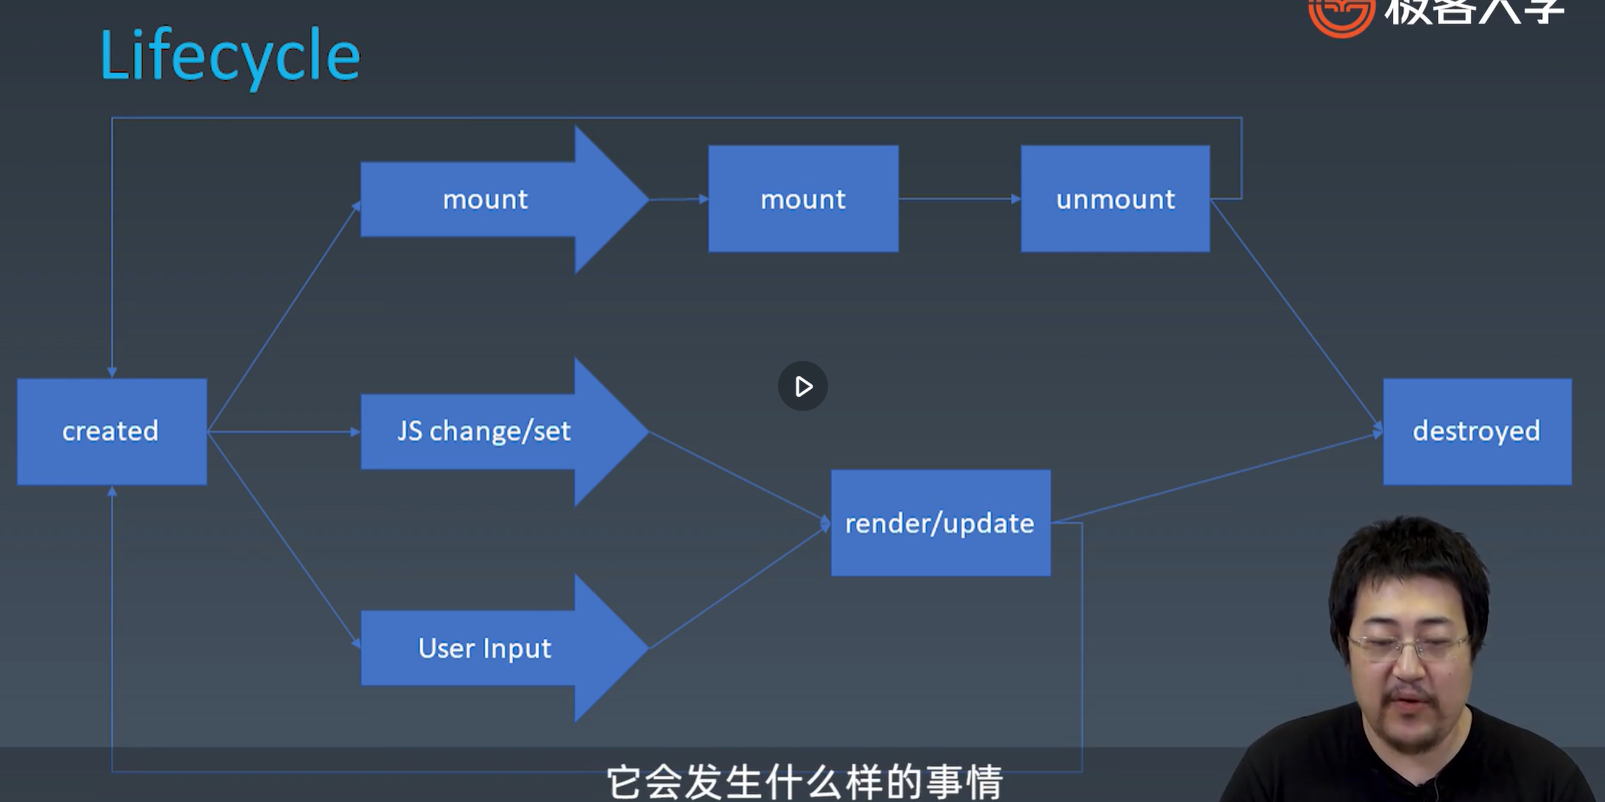 极客大学
Lifecycle
mount
mount
unmount
created
JS change/set
destroyed
render/update
User Input
它会发生什么样的事情